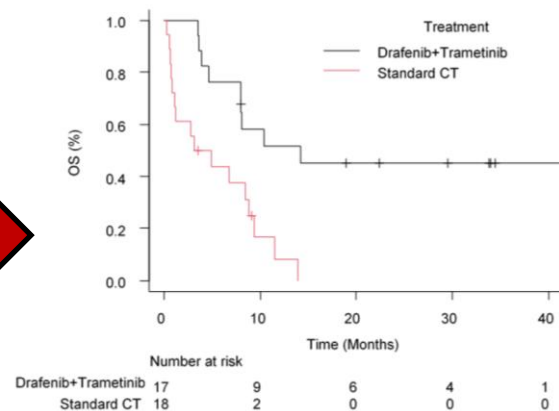 Treatment
Drafenib+Trametinib
Standard CT
OS (%)
1.0
0.8
0.6
0.4
0.2
0.0
0 10 20 30 40
Time (Months)
Number at risk
Drafenib+Trametinib 17 9 6 4 1
Standard CT 18 2 0 0 0